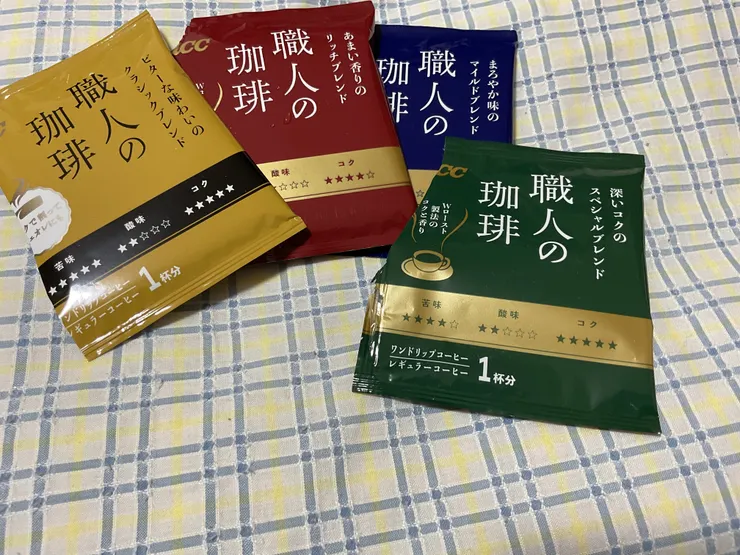 ビターな味わいの
クラシックブレンド
職人の
珈琲
苦味
酸味
コク
★★★★★
★★☆☆☆
★★★★★
ワンドリップコーヒー
レギュラーコーヒー
1杯分
CC
あまい香りの
リッチブレンド
職人の
珈琲
酸味
コク
★★★★☆
まろやか味の
マイルドブレンド
職人の
珈琲
CC
深いコクの
スペシャルブレンド
職人の
珈琲
Wロースト
製法の
コクと香り
苦味
酸味
コク
★★★★☆
★★☆☆☆
★★★★★
ワンドリップコーヒー
レギュラーコーヒー
1杯分